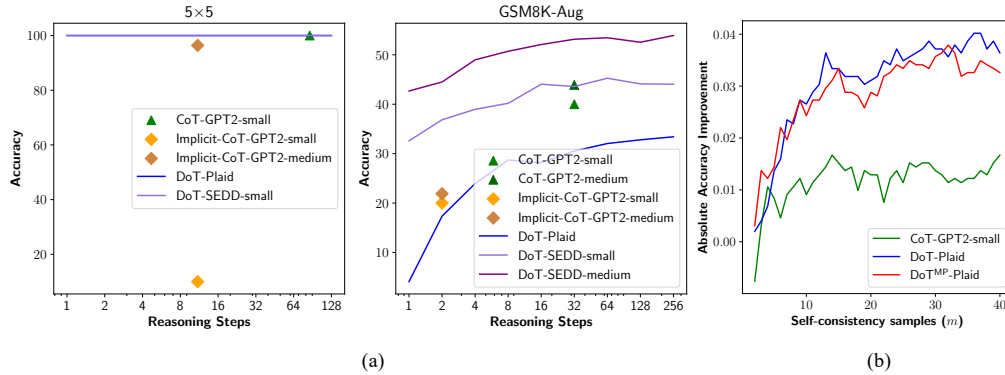 5×5
Accuracy
100
80
60
40
20
CoT-GPT2-small
Implicit-CoT-GPT2-small
Implicit-CoT-GPT2-medium
DoT-Plaid
DoT-SEDD-small
1 2 4 8 16 32 64 128
Reasoning Steps
GSM8K-Aug
Accuracy
50
40
30
20
10
CoT-GPT2-small
CoT-GPT2-medium
Implicit-CoT-GPT2-small
Implicit-CoT-GPT2-medium
DoT-Plaid
DoT-SEDD-small
DoT-SEDD-medium
1 2 4 8 16 32 64 128 256
Reasoning Steps
(a)
Absolute Accuracy Improvement
0.04
0.03
0.02
0.01
0.00
CoT-GPT2-small
DoT-Plaid
DoT^MP-Plaid
5 10 15 20 25 30 35 40
Self-consistency samples (m)
(b)